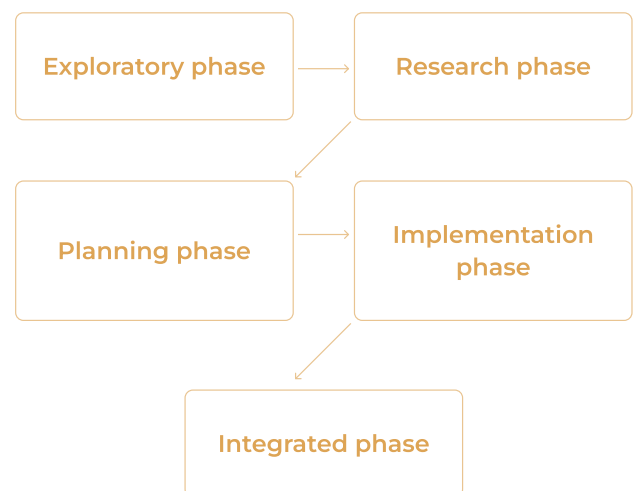 Exploratory phase
Research phase
Planning phase
Implementation
phase
Integrated phase